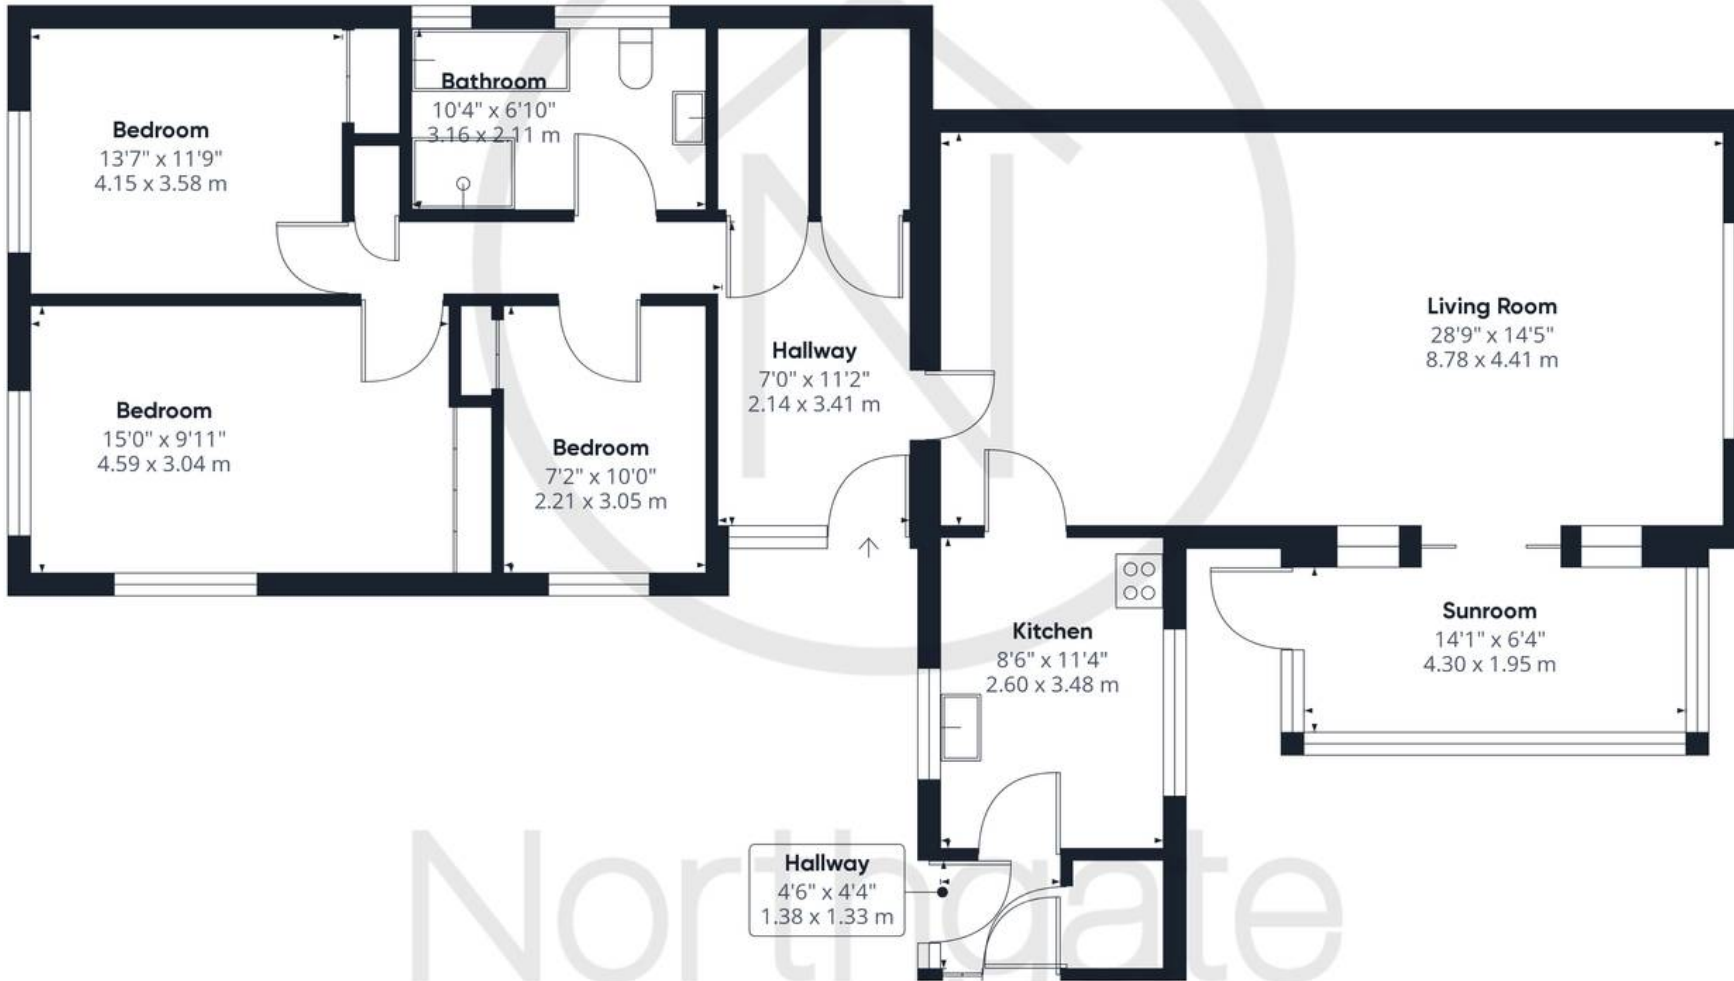 Bedroom
13'7" x 11'9"
4.15 x 3.58 m
Bathroom
10'4" x 6'10"
3.16 x 2.11 m
Living Room
28'9" x 14'5"
8.78 x 4.41 m
Hallway
7'0" x 11'2"
2.14 x 3.41 m
Bedroom
15'0" x 9'11"
4.59 x 3.04 m
Bedroom
7'2" x 10'0"
2.21 x 3.05 m
Kitchen
8'6" x 11'4"
2.60 x 3.48 m
Sunroom
14'1" x 6'4"
4.30 x 1.95 m
Hallway
4'6" x 4'4"
1.38 x 1.33 m
Northgate